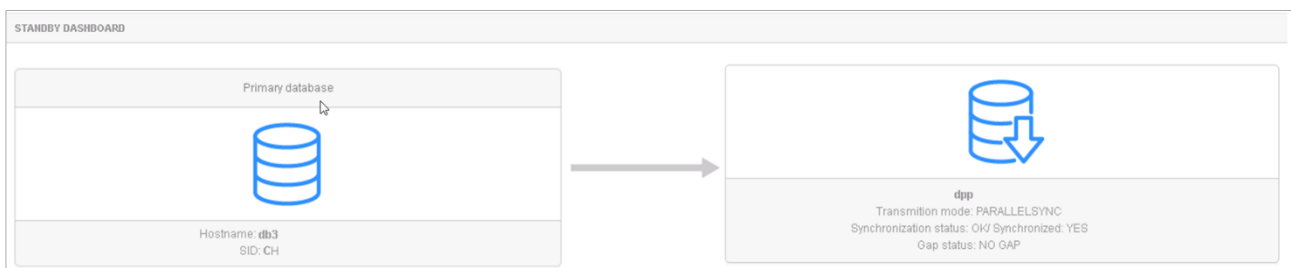 STANDBY DASHBOARD
Primary database
Hostname: db3
SID: CH
dpp
Transmition mode: PARALLELSYNC
Synchronization status: OK/ Synchronized: YES
Gap status: NO GAP